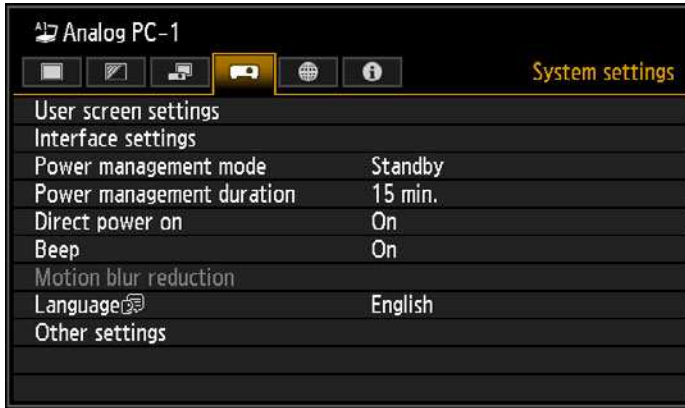 Analog PC-1
System settings
User screen settings
Interface settings
Power management mode Standby
Power management duration 15 min.
Direct power on On
Beep On
Motion blur reduction
Language English
Other settings